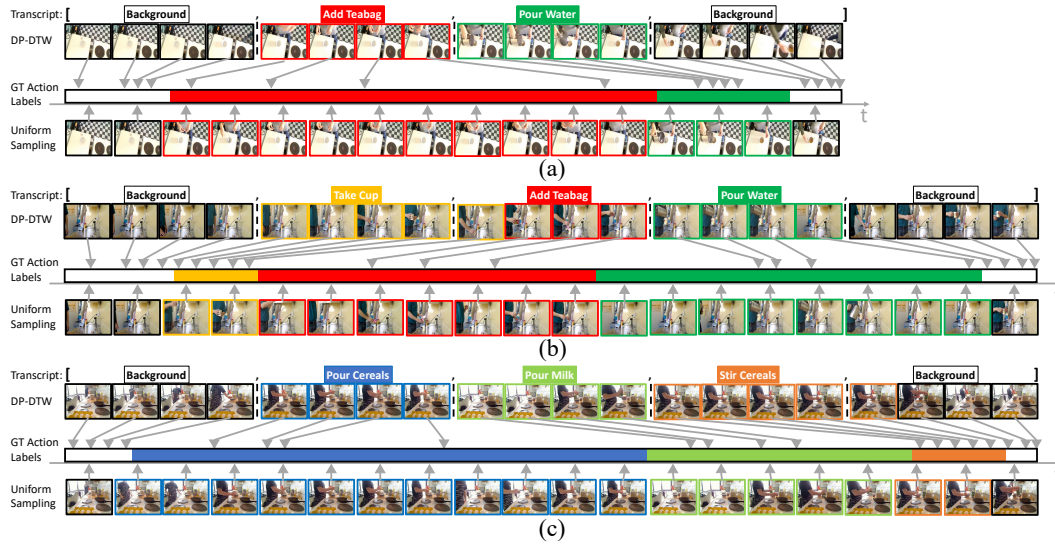 Transcript: [ Background , Add Teabag , Pour Water , Background ]
DP-DTW
GT Action
Labels
t
Uniform
Sampling
(a)
Transcript: [ Background , Take Cup , Add Teabag , Pour Water , Background ]
DP-DTW
GT Action
Labels
Uniform
Sampling
(b)
Transcript: [ Background , Pour Cereals , Pour Milk , Stir Cereals , Background ]
DP-DTW
GT Action
Labels
Uniform
Sampling
(c)